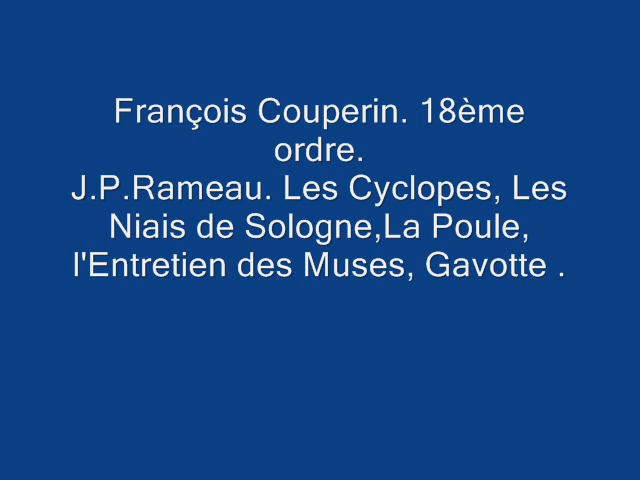 François Couperin. 18ème
ordre.
J.P.Rameau. Les Cyclopes, Les
Niais de Sologne,La Poule,
l'Entretien des Muses, Gavotte .